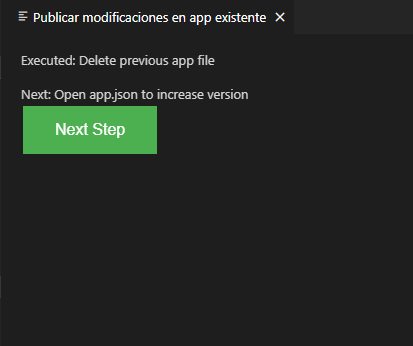 Publicar modificaciones en app existente
Executed: Delete previous app file
Next: Open app.json to increase version
Next Step